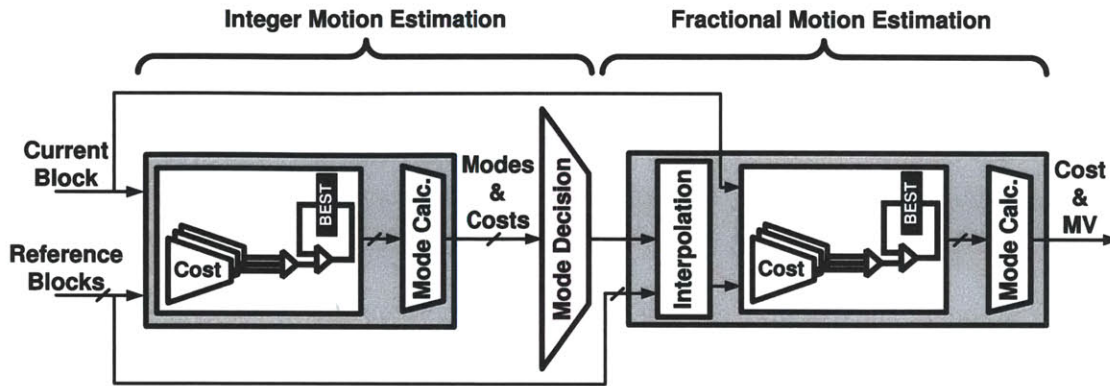 Integer Motion Estimation
Fractional Motion Estimation
Current
Block
Reference
Blocks
Cost
BEST
Mode Calc.
Modes
&
Costs
Mode Decision
Interpolation
Cost
BEST
Mode Calc.
Cost
&
MV